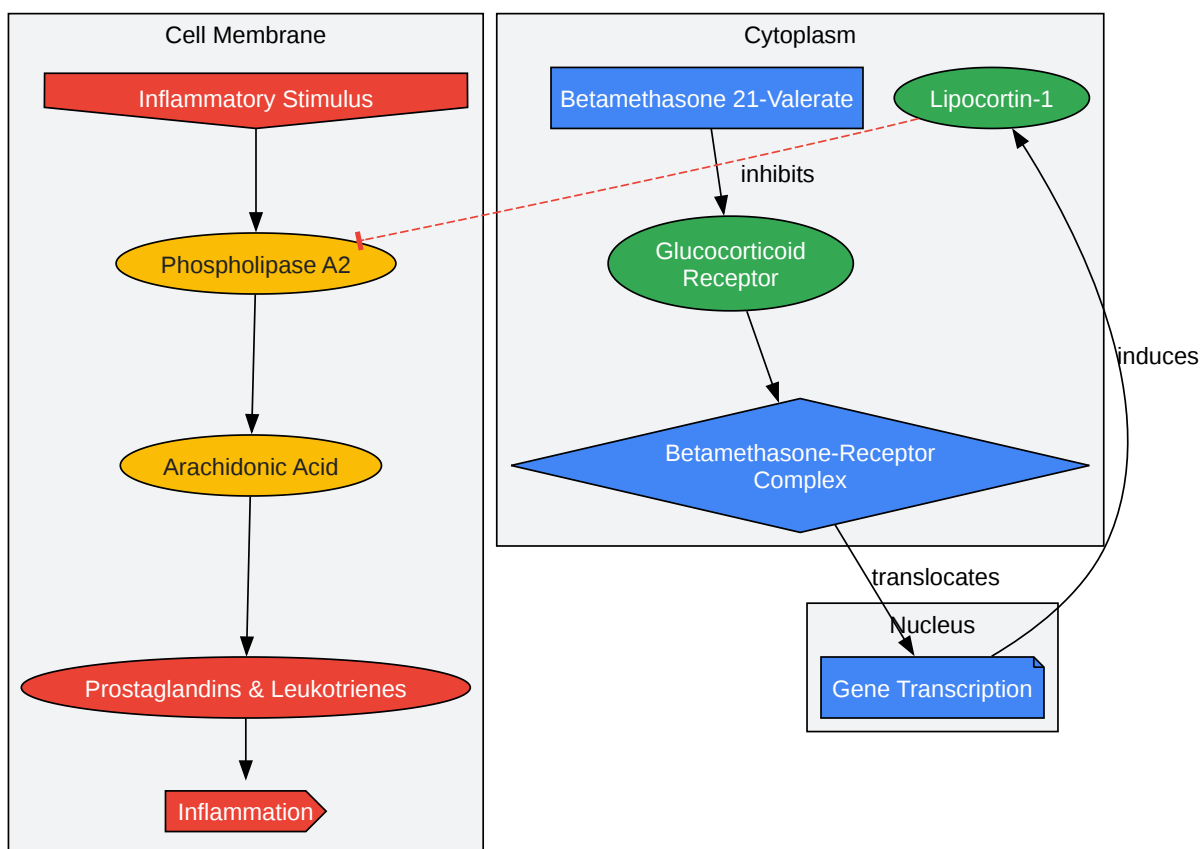 Cell Membrane
Inflammatory Stimulus
Phospholipase A2
Arachidonic Acid
Prostaglandins & Leukotrienes
Inflammation
Cytoplasm
Betamethasone 21-Valerate
Lipocortin-1
inhibits
Glucocorticoid
Receptor
induces
Betamethasone-Receptor
Complex
translocates
Nucleus
Gene Transcription